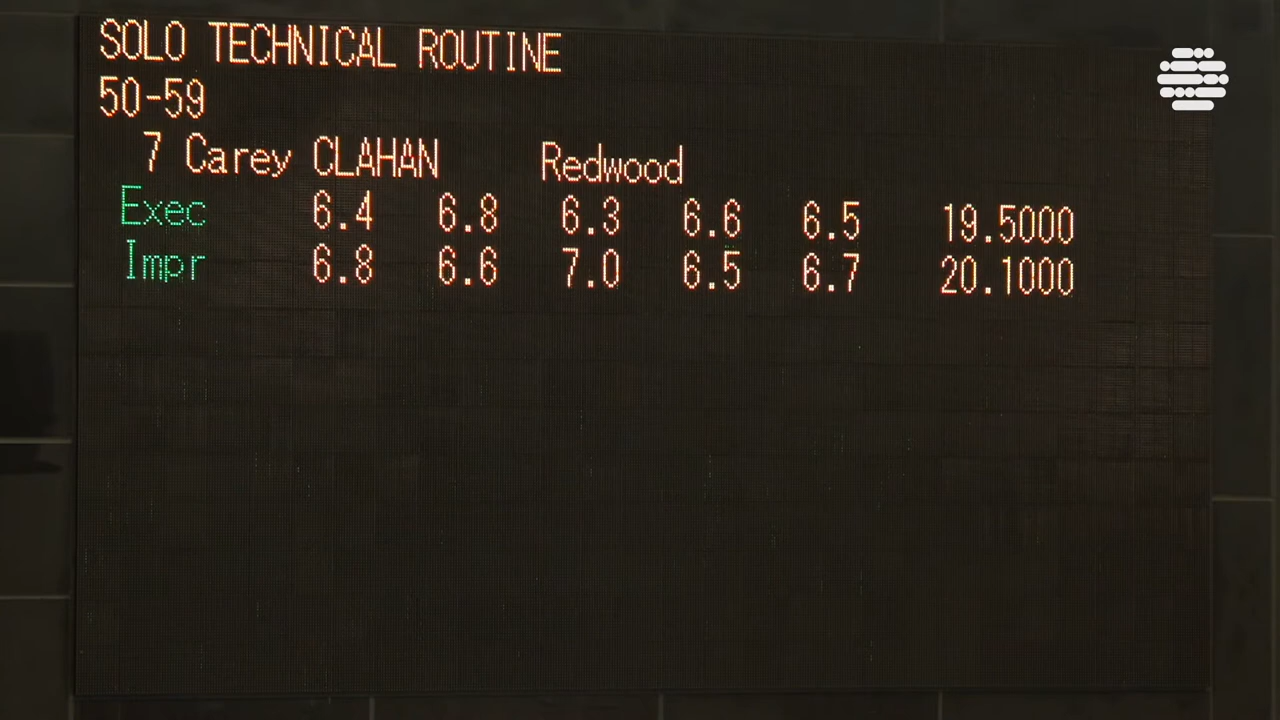 SOLO TECHNICAL ROUTINE
50-59
7 Carey CLAHAN Redwood
Exec 6.4 6.8 6.3 6.6 6.5 19.5000
Impr 6.8 6.6 7.0 6.5 6.7 20.1000